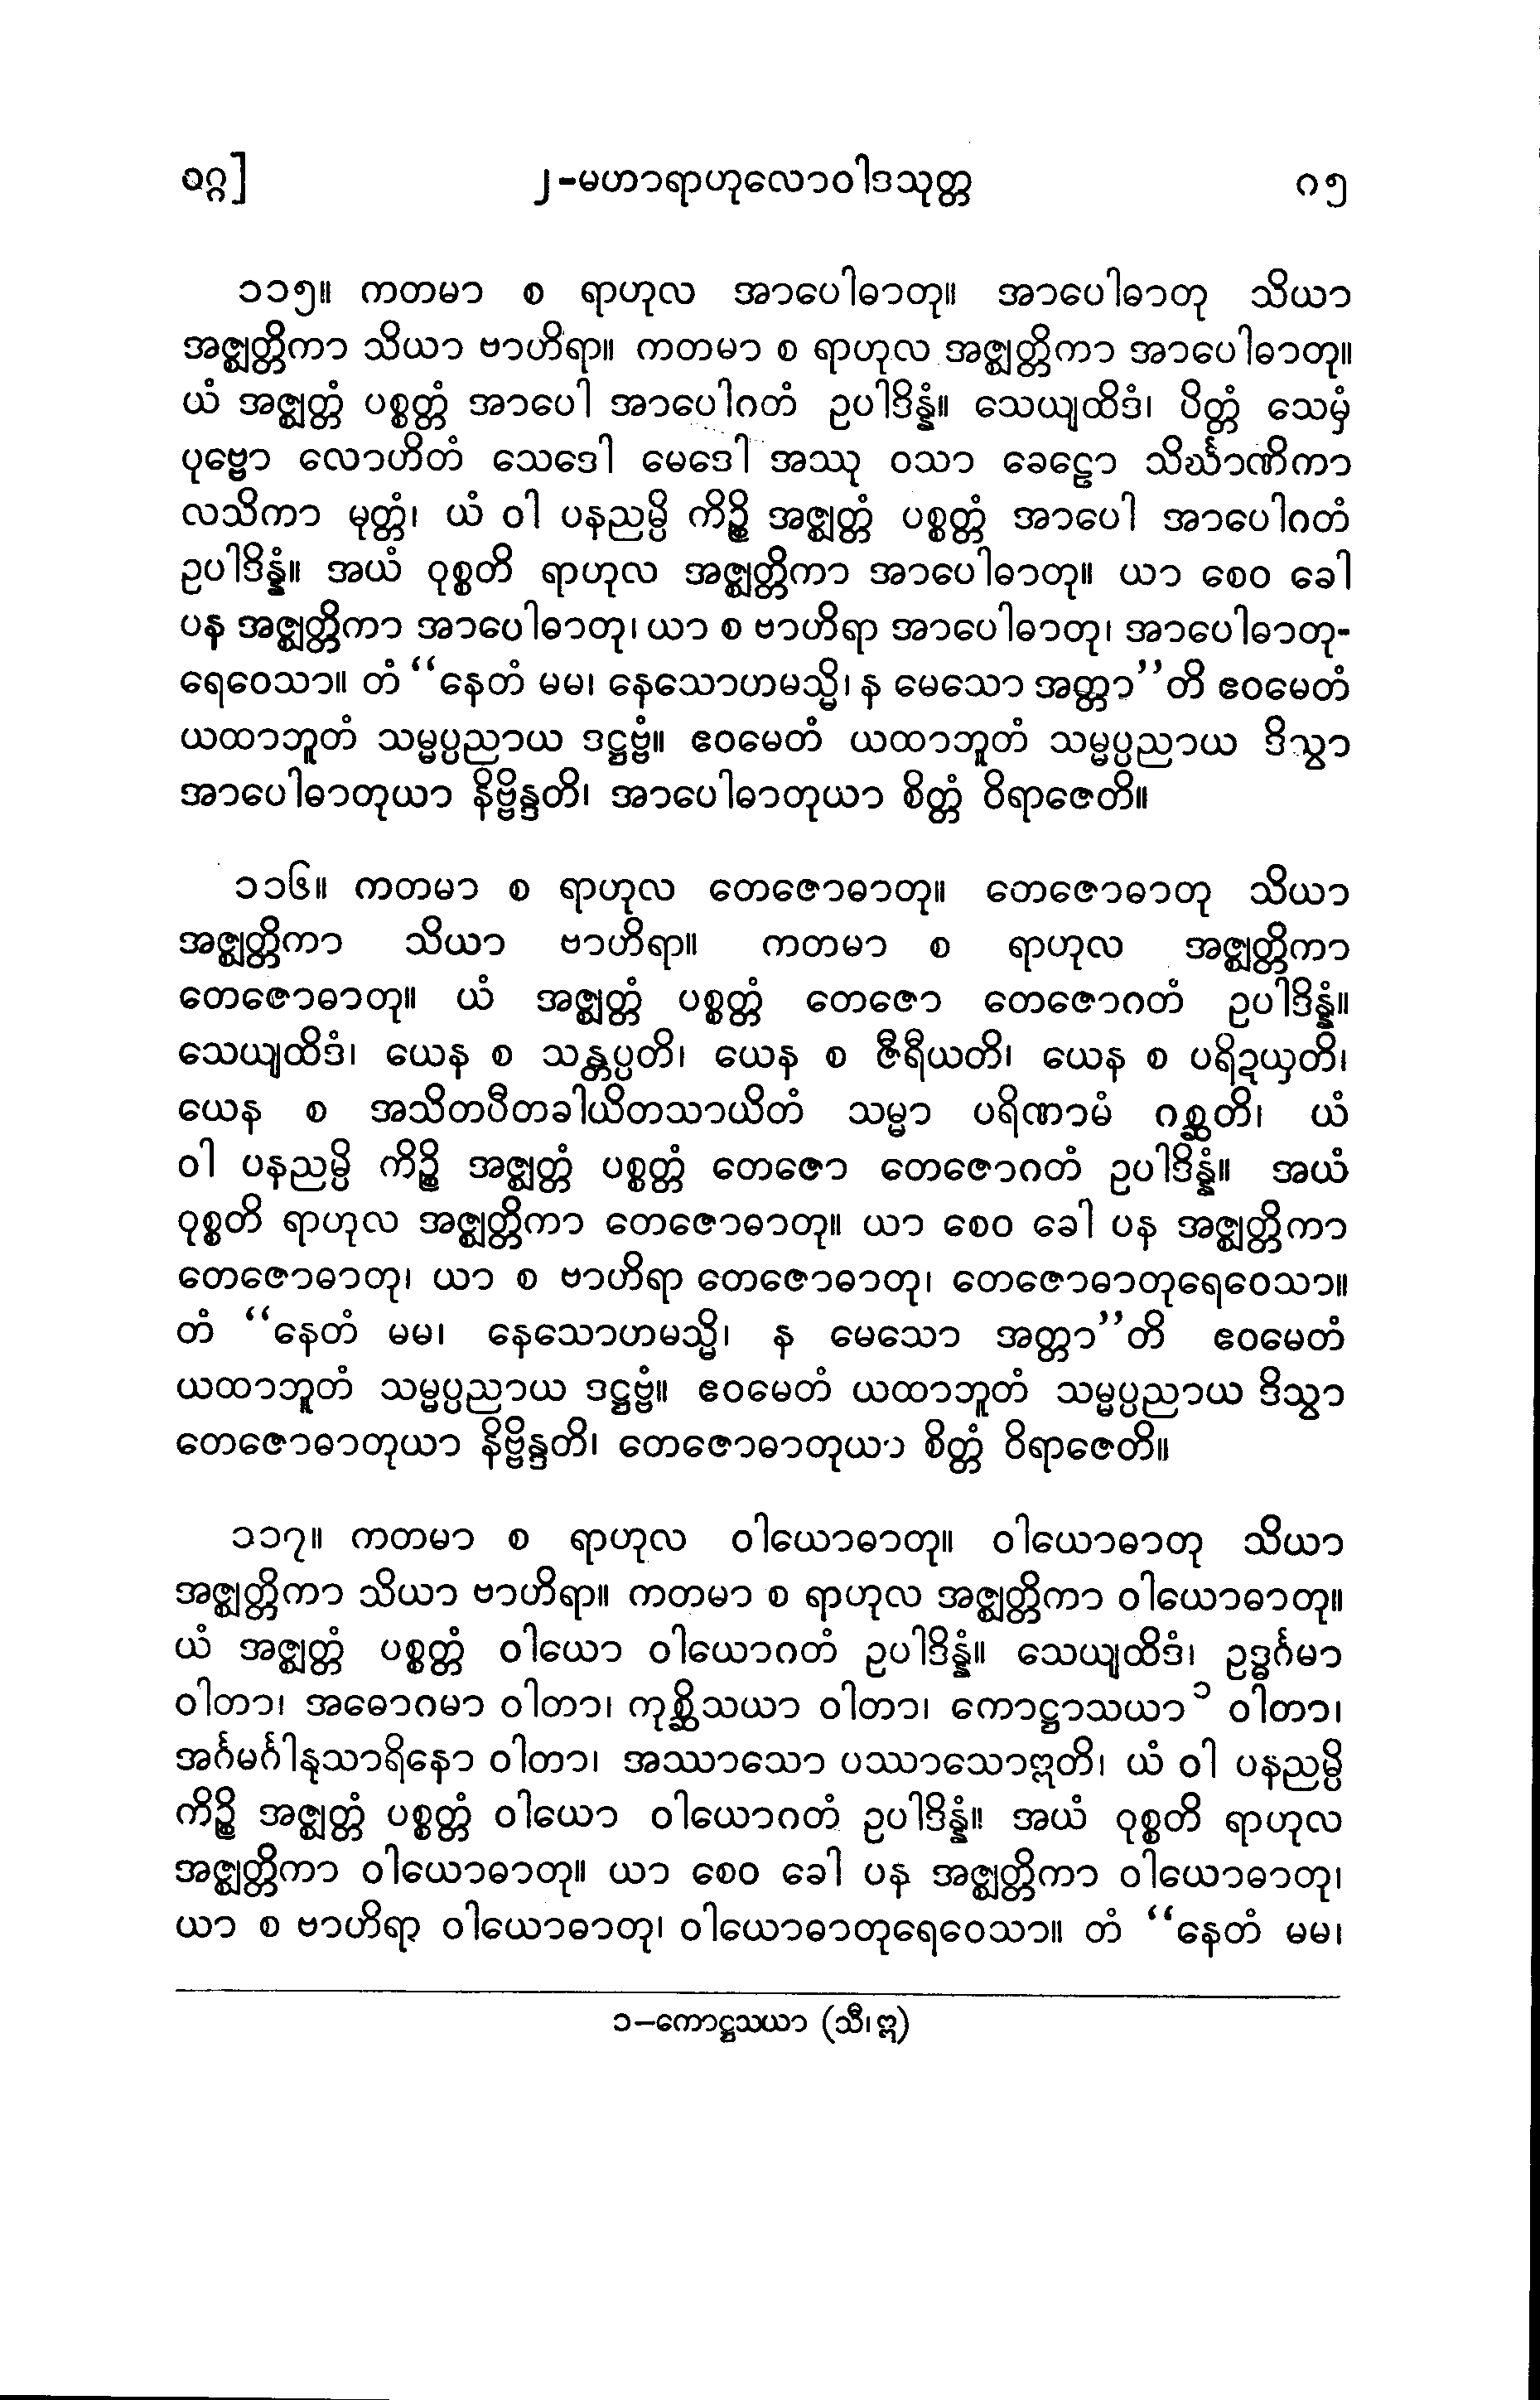 ဝဂ္ဂ] ၂-မဟာရာဟုလောဝါဒသုတ္တ ၈၅
၁၁၅။ ကတမာ စ ရာဟုလ အာပေါဓာတု။ အာပေါဓာတု သိယာ
အဇ္ဈတ္တိကာ သိယာ ဗာဟိရာ။ ကတမာ စ ရာဟုလ အဇ္ဈတ္တိကာ အာပေါဓာတု။
ယံ အဇ္ဈတ္တံ ပစ္စတ္တံ အာပေါ အာပေါဂတံ ဥပါဒိန္နံ။ သေယျထိဒံ၊ ပိတ္တံ သေမှံ
ပုဗ္ဗော လောဟိတံ သေဒေါ မေဒေါ အဿု ဝသာ ခေဠော သိင်္ဃာဏိကာ
လသိကာ မုတ္တံ၊ ယံ ဝါ ပနညမ္ပိ ကိဉ္စိ အဇ္ဈတ္တံ ပစ္စတ္တံ အာပေါ အာပေါဂတံ
ဥပါဒိန္နံ။ အယံ ဝုစ္စတိ ရာဟုလ အဇ္ဈတ္တိကာ အာပေါဓာတု။ ယာ စေဝ ခေါ
ပန အဇ္ဈတ္တိကာ အာပေါဓာတု၊ ယာ စ ဗာဟိရာ အာပေါဓာတု၊ အာပေါဓာတု-
ရေဝေသာ။ တံ “နေတံ မမ၊ နေသောဟမသ္မိ၊ န မေသော အတ္တာ”တိ ဧဝမေတံ
ယထာဘူတံ သမ္မပ္ပညာယ ဒဋ္ဌဗ္ဗံ။ ဧဝမေတံ ယထာဘူတံ သမ္မပ္ပညာယ ဒိသွာ
အာပေါဓာတုယာ နိဗ္ဗိန္ဒတိ၊ အာပေါဓာတုယာ စိတ္တံ ဝိရာဇေတိ။
၁၁၆။ ကတမာ စ ရာဟုလ တေဇောဓာတု။ တေဇောဓာတု သိယာ
အဇ္ဈတ္တိကာ သိယာ ဗာဟိရာ။ ကတမာ စ ရာဟုလ အဇ္ဈတ္တိကာ
တေဇောဓာတု။ ယံ အဇ္ဈတ္တံ ပစ္စတ္တံ တေဇော တေဇောဂတံ ဥပါဒိန္နံ။
သေယျထိဒံ၊ ယေန စ သန္တပ္ပတိ၊ ယေန စ ဇီရီယတိ၊ ယေန စ ပရိဍယှတိ၊
ယေန စ အသိတပီတခါယိတသာယိတံ သမ္မာ ပရိဏာမံ ဂစ္ဆတိ၊ ယံ
ဝါ ပနညမ္ပိ ကိဉ္စိ အဇ္ဈတ္တံ ပစ္စတ္တံ တေဇော တေဇောဂတံ ဥပါဒိန္နံ။ အယံ
ဝုစ္စတိ ရာဟုလ အဇ္ဈတ္တိကာ တေဇောဓာတု။ ယာ စေဝ ခေါ ပန အဇ္ဈတ္တိကာ
တေဇောဓာတု၊ ယာ စ ဗာဟိရာ တေဇောဓာတု၊ တေဇောဓာတုရေဝေသာ။
တံ “နေတံ မမ၊ နေသောဟမသ္မိ၊ န မေသော အတ္တာ”တိ ဧဝမေတံ
ယထာဘူတံ သမ္မပ္ပညာယ ဒဋ္ဌဗ္ဗံ။ ဧဝမေတံ ယထာဘူတံ သမ္မပ္ပညာယ ဒိသွာ
တေဇောဓာတုယာ နိဗ္ဗိန္ဒတိ၊ တေဇောဓာတုယာ စိတ္တံ ဝိရာဇေတိ။
၁၁၇။ ကတမာ စ ရာဟုလ ဝါယောဓာတု။ ဝါယောဓာတု သိယာ
အဇ္ဈတ္တိကာ သိယာ ဗာဟိရာ။ ကတမာ စ ရာဟုလ အဇ္ဈတ္တိကာ ဝါယောဓာတု။
ယံ အဇ္ဈတ္တံ ပစ္စတ္တံ ဝါယော ဝါယောဂတံ ဥပါဒိန္နံ။ သေယျထိဒံ၊ ဥဒ္ဓင်္ဂမာ
ဝါတာ၊ အဓောဂမာ ဝါတာ၊ ကုစ္ဆိသယာ ဝါတာ၊ ကောဋ္ဌာသယာ ၁ ဝါတာ၊
အင်္ဂမင်္ဂါနုသာရိနော ဝါတာ၊ အဿာသော ပဿာသောဣတိ၊ ယံ ဝါ ပနညမ္ပိ
ကိဉ္စိ အဇ္ဈတ္တံ ပစ္စတ္တံ ဝါယော ဝါယောဂတံ ဥပါဒိန္နံ။ အယံ ဝုစ္စတိ ရာဟုလ
အဇ္ဈတ္တိကာ ဝါယောဓာတု။ ယာ စေဝ ခေါ ပန အဇ္ဈတ္တိကာ ဝါယောဓာတု၊
ယာ စ ဗာဟိရာ ဝါယောဓာတု၊ ဝါယောဓာတုရေဝေသာ။ တံ “နေတံ မမ၊
၁–ကောဋ္ဌသယာ (သီ၊ ဣ)